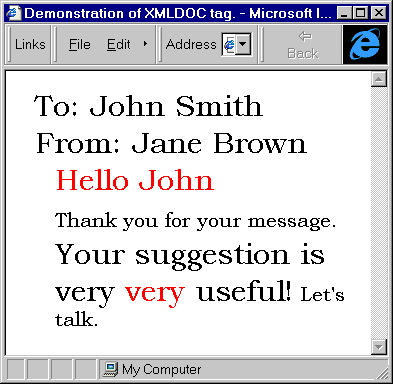 Demonstration of XMLDOC tag. - Microsoft I...
Links File Edit Address Back
To: John Smith
From: Jane Brown
Hello John
Thank you for your message.
Your suggestion is
very very useful! Let's
talk.
My Computer